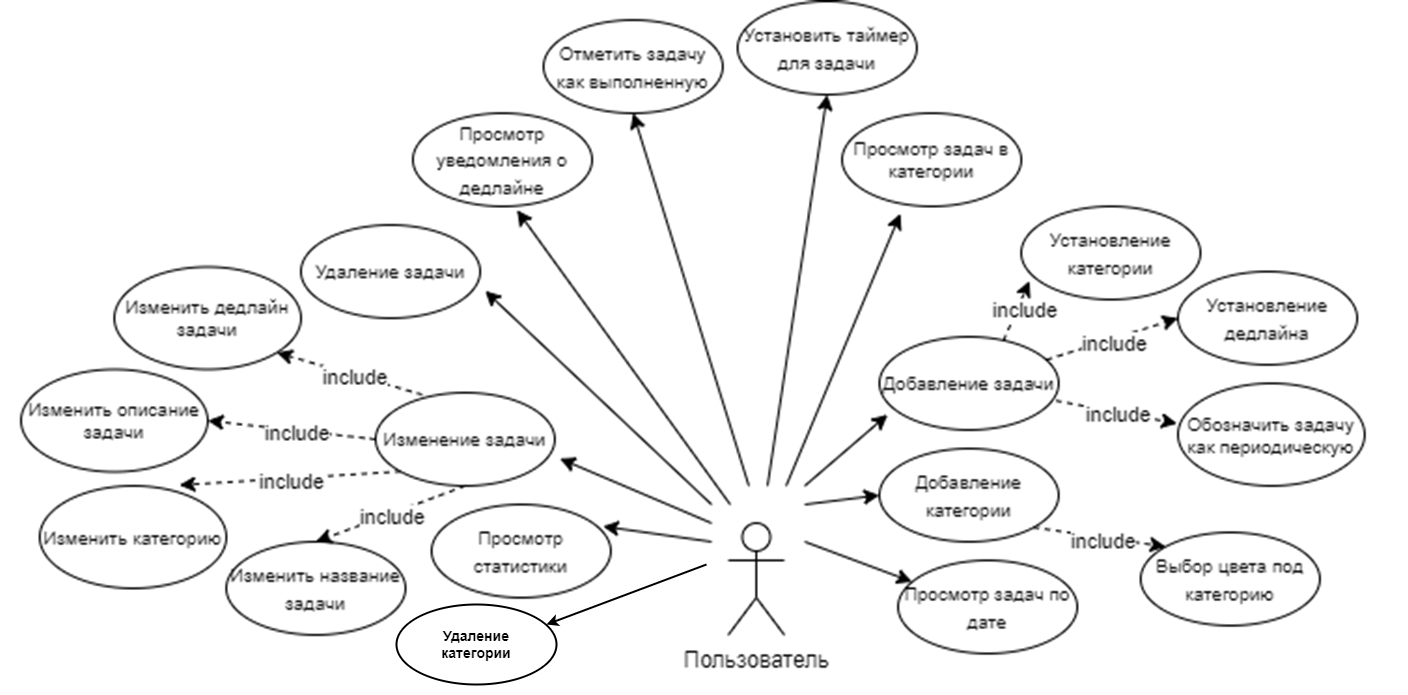 Установить таймер
для задачи
Отметить задачу
как выполненную
Просмотр
уведомления о
дедлайне
Просмотр задач в
категории
Установление
категории
Удаление задачи
Изменить дедлайн
задачи
include
Установление
дедлайна
include
include
Добавление задачи
Изменить описание
задачи
include
Изменение задачи
include
Обозначить задачу
как периодическую
include
Добавление
категории
include
Изменить категорию
Просмотр
статистики
include
Выбор цвета под
категорию
Изменить название
задачи
Просмотр задач по
дате
Удаление
категории
Пользователь